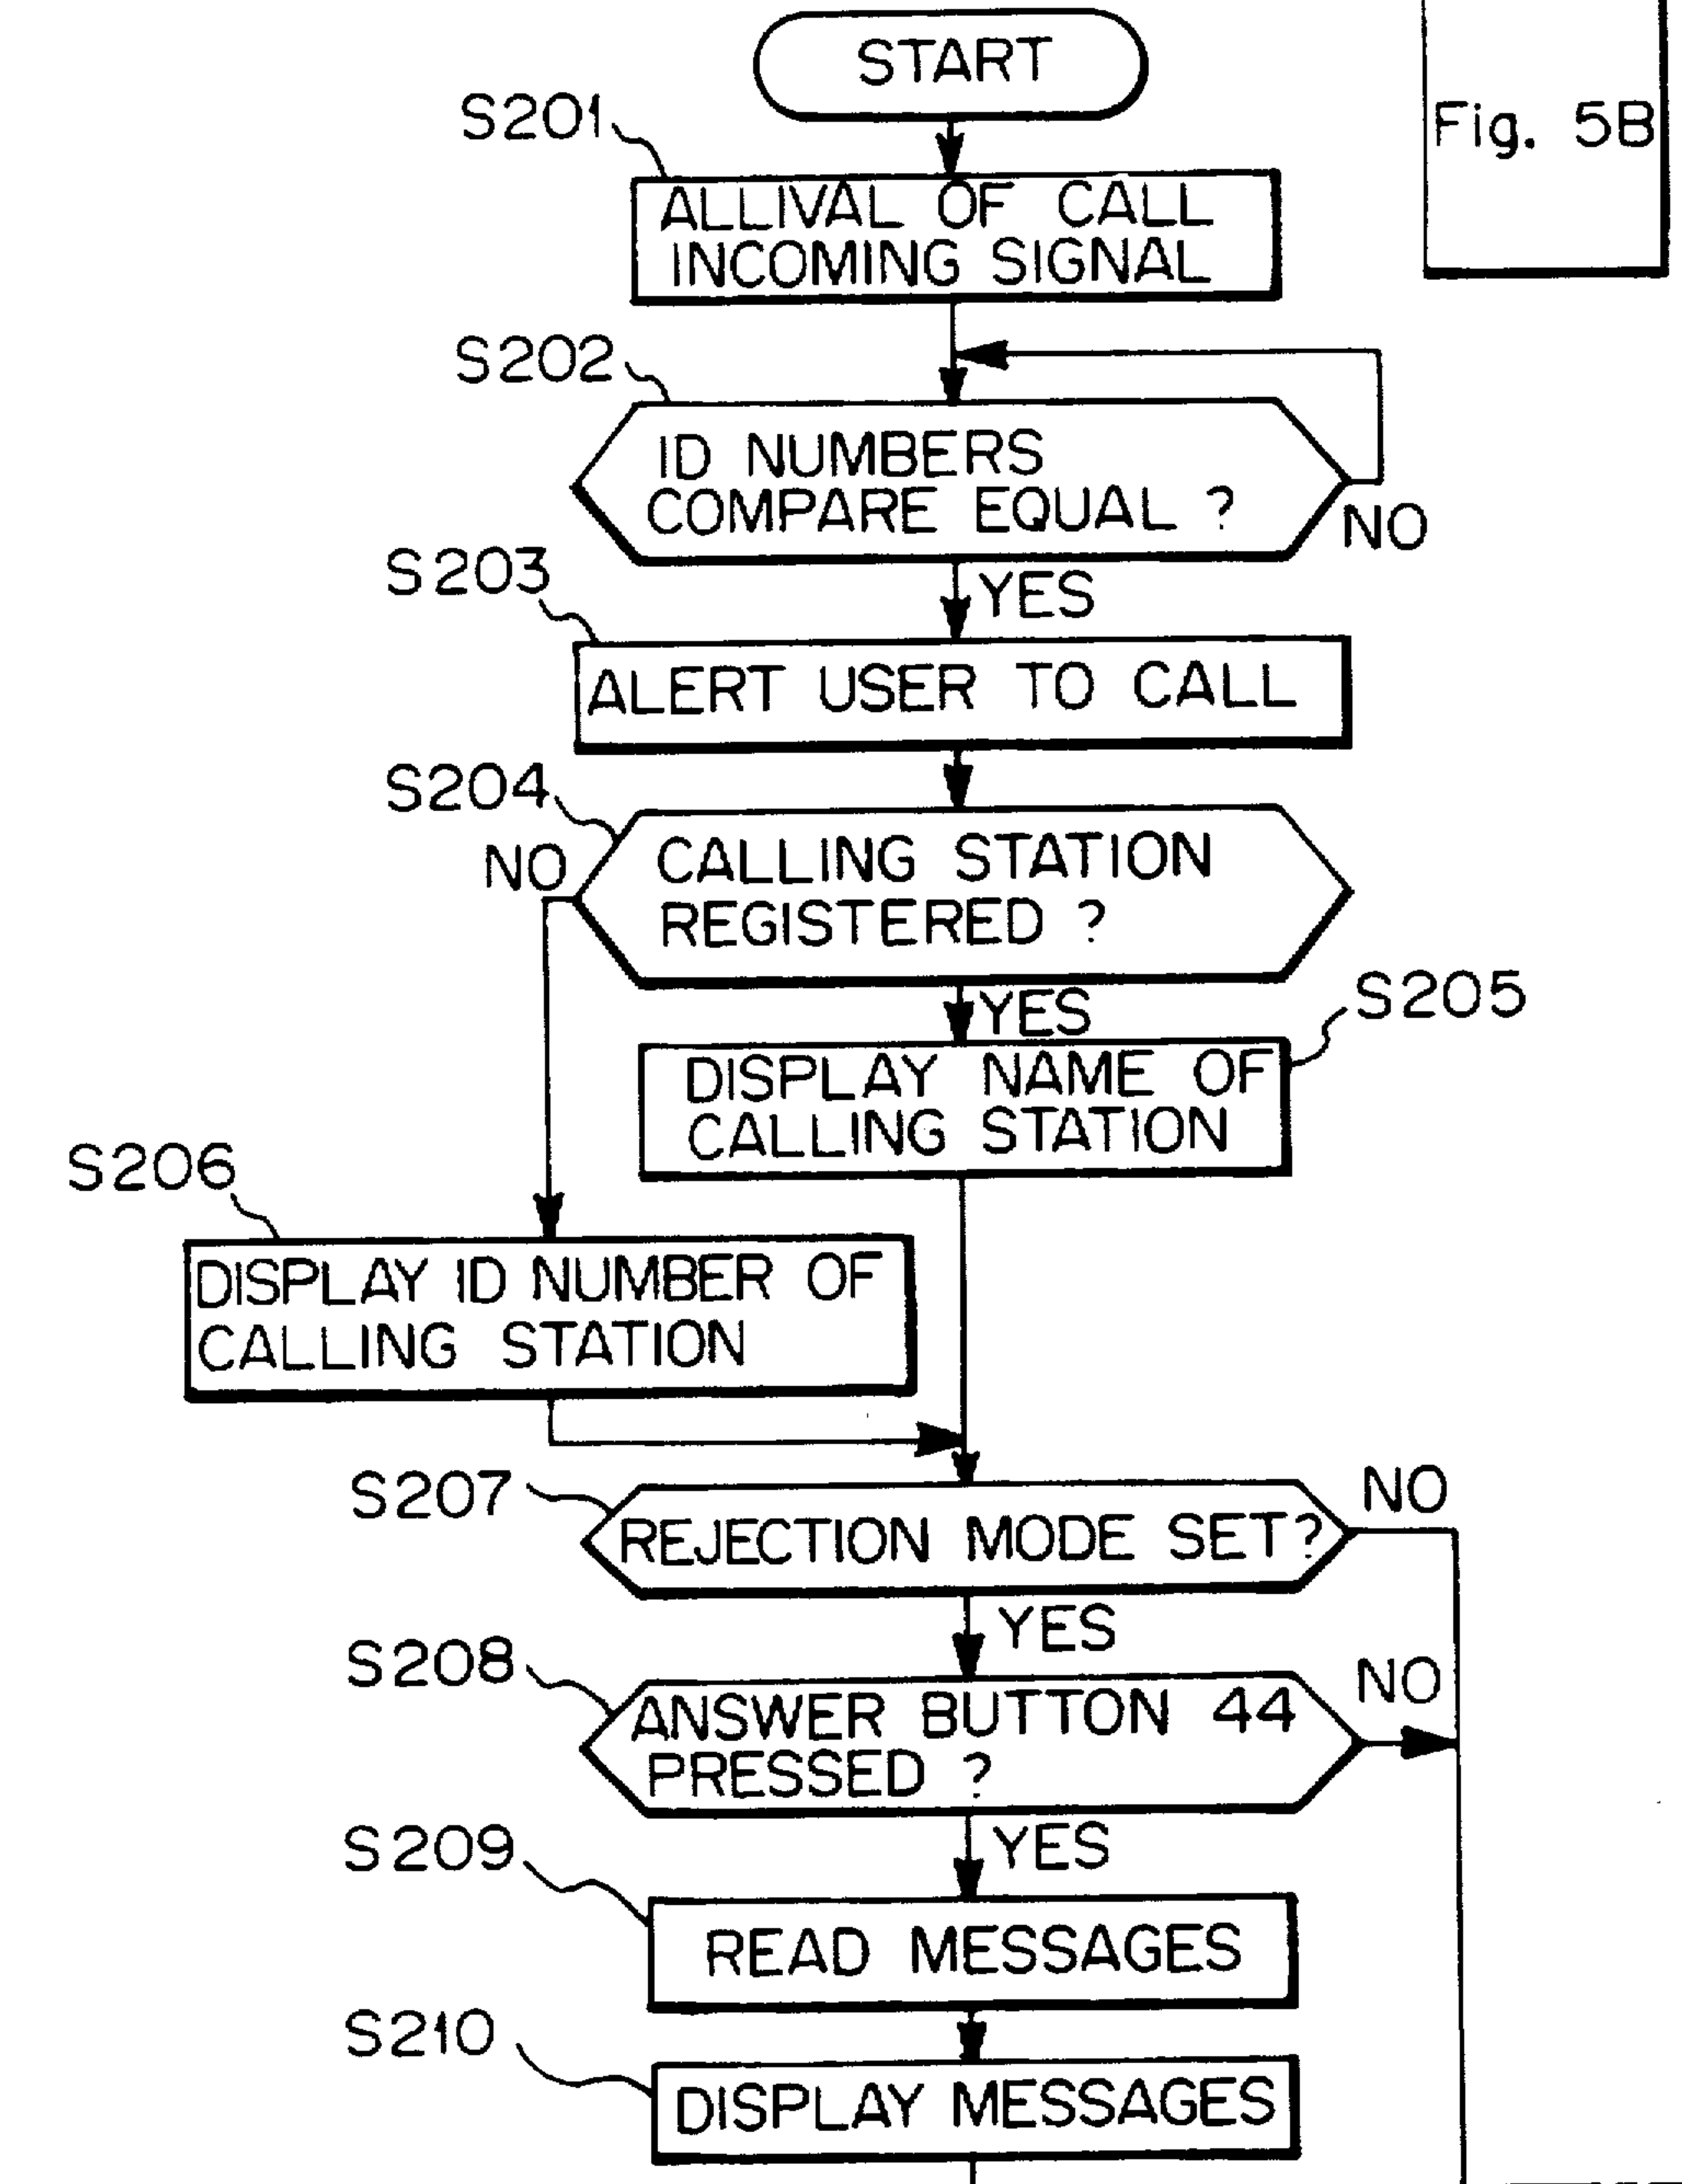 START
Fig. 5B
S201
ALLIVAL OF CALL
INCOMING SIGNAL
S202
ID NUMBERS
COMPARE EQUAL ?
NO
S203
YES
ALERT USER TO CALL
S204
NO
CALLING STATION
REGISTERED ?
YES
S205
DISPLAY NAME OF
CALLING STATION
S206
DISPLAY ID NUMBER OF
CALLING STATION
S207
REJECTION MODE SET?
NO
YES
S208
ANSWER BUTTON 44
PRESSED ?
NO
YES
S209
READ MESSAGES
S210
DISPLAY MESSAGES